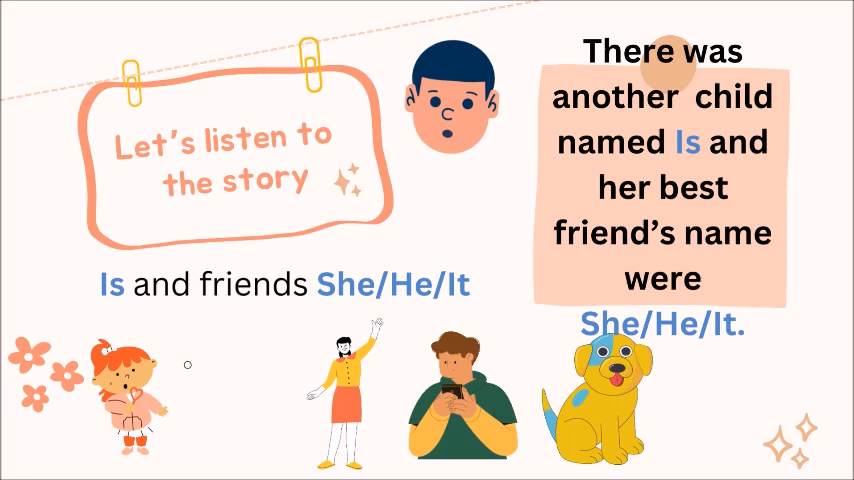 Let's listen to
the story
Is and friends She/He/It
There was
another child
named Is and
her best
friend's name
were
She/He/It.